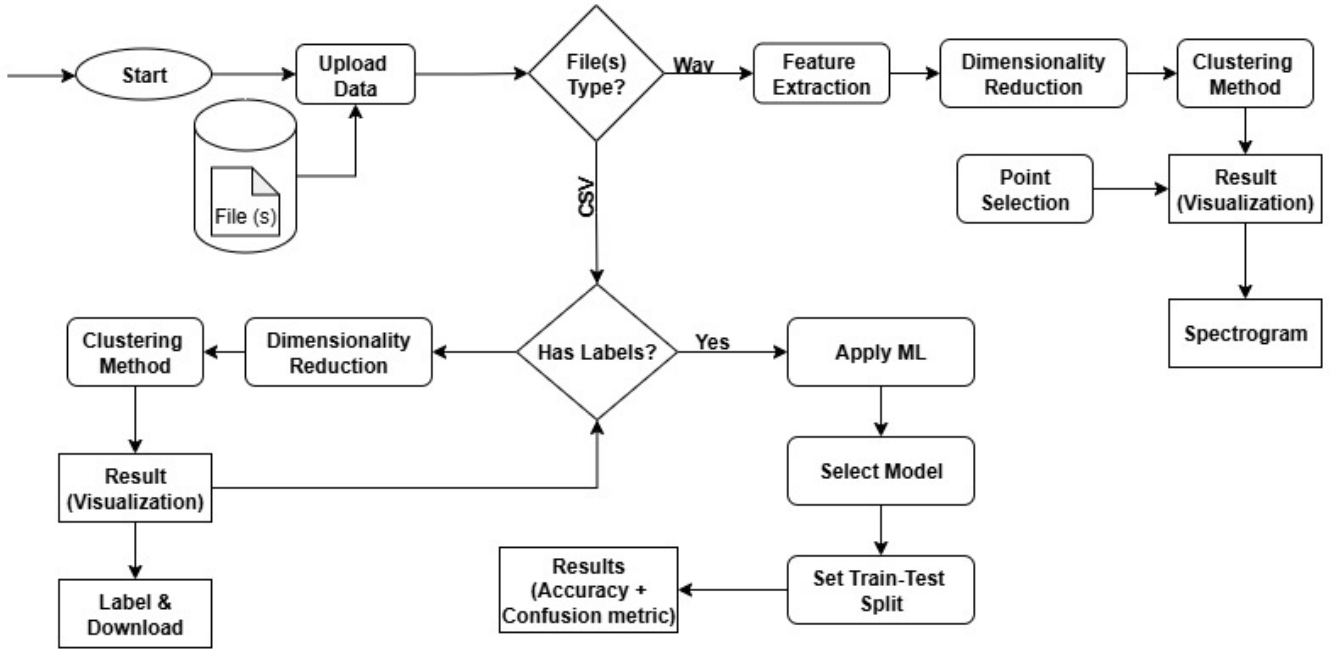 Start
Upload
Data
File(s)
Type?
Wav
Feature
Extraction
Dimensionality
Reduction
Clustering
Method
File (s)
CSV
Point
Selection
Result
(Visualization)
Spectrogram
Clustering
Method
Dimensionality
Reduction
Has Labels?
Yes
Apply ML
Result
(Visualization)
Select Model
Label &
Download
Results
(Accuracy +
Confusion metric)
Set Train-Test
Split